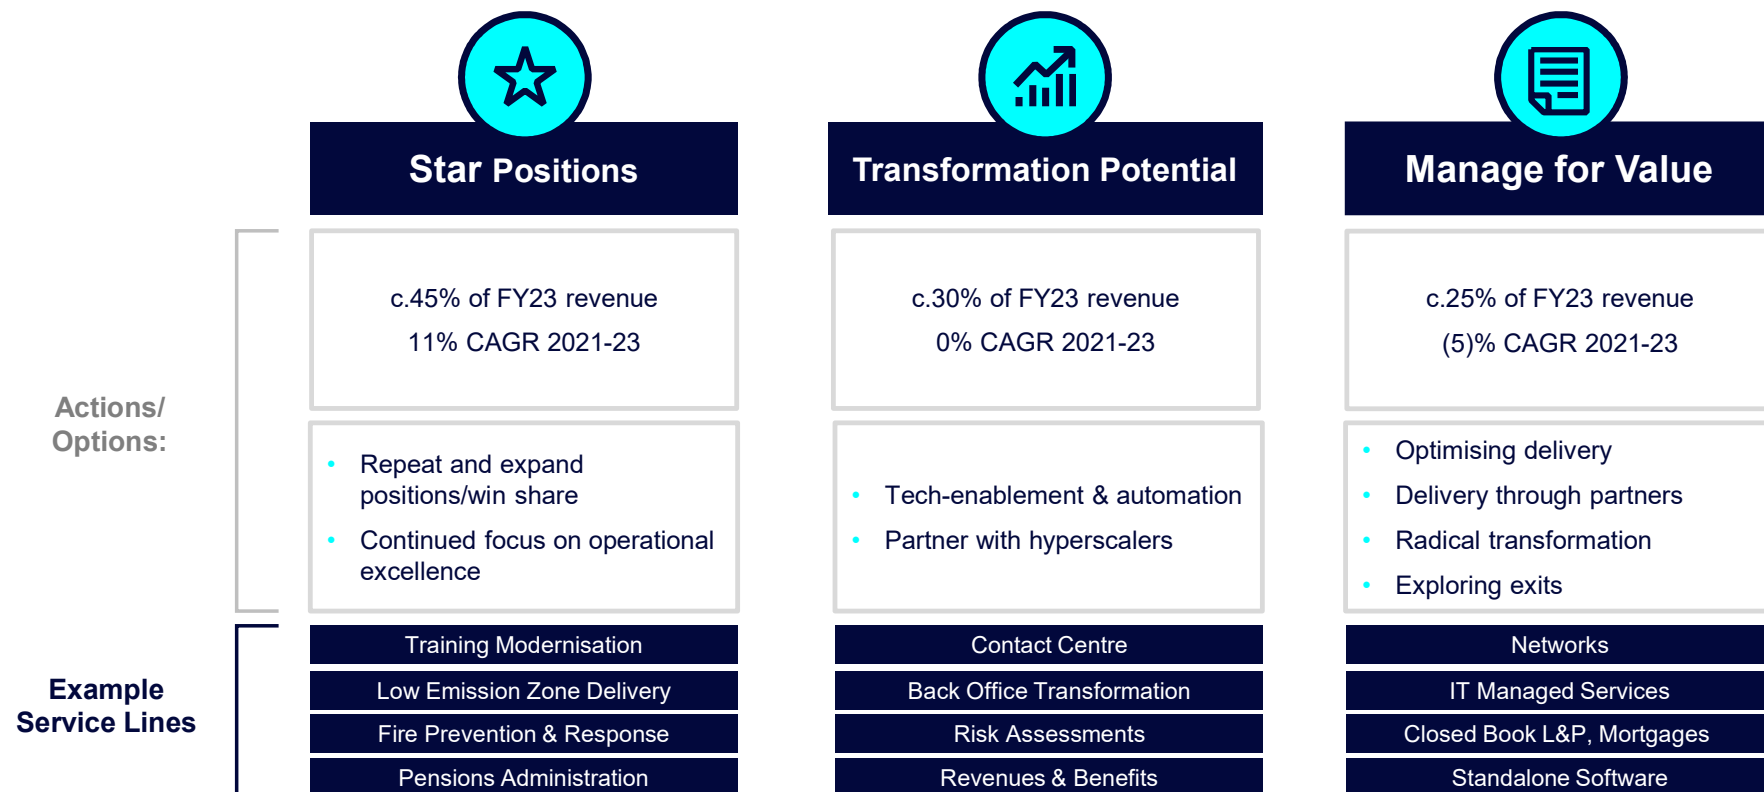 Star Positions
Transformation Potential
Manage for Value
Actions/
Options:
c.45% of FY23 revenue
11% CAGR 2021-23
c.30% of FY23 revenue
0% CAGR 2021-23
c.25% of FY23 revenue
(5)% CAGR 2021-23
• Repeat and expand
positions/win share
• Continued focus on operational
excellence
• Tech-enablement & automation
• Partner with hyperscalers
• Optimising delivery
• Delivery through partners
• Radical transformation
• Exploring exits
Example
Service Lines
Training Modernisation
Low Emission Zone Delivery
Fire Prevention & Response
Pensions Administration
Contact Centre
Back Office Transformation
Risk Assessments
Revenues & Benefits
Networks
IT Managed Services
Closed Book L&P, Mortgages
Standalone Software